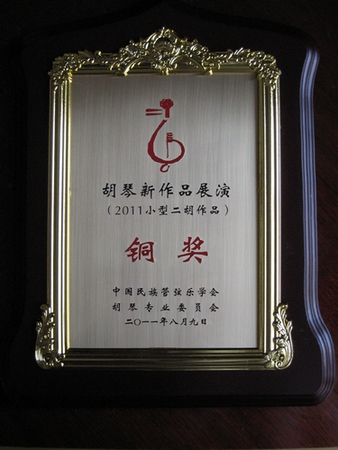 胡琴新作品展演
（2011小型二胡作品）
铜奖
中国民族管弦乐学会
胡琴专业委员会
二〇一一年八月九日